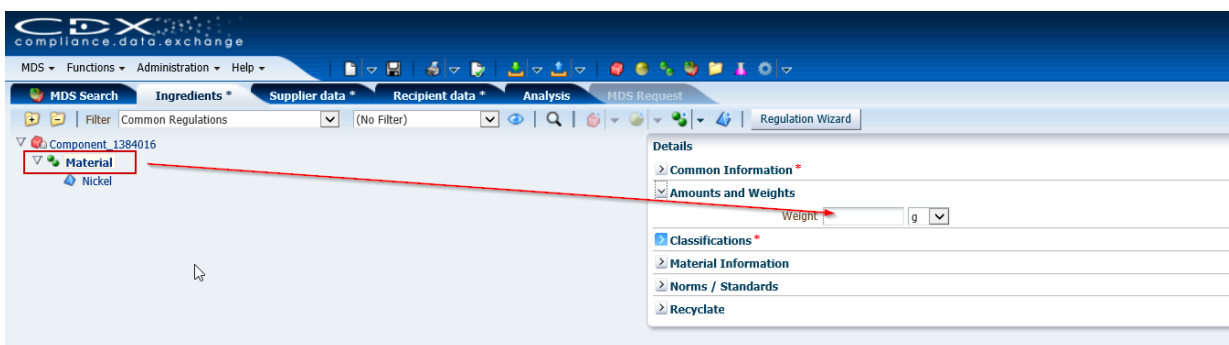 CDX
compliance.data.exchange
MDS Functions Administration Help
MDS Search Ingredients * Supplier data * Recipient data * Analysis MDS Request
Filter Common Regulations (No Filter) Regulation Wizard
Component_1384016
Material
Nickel
Details
Common Information *
Amounts and Weights
Weight g
Classifications *
Material Information
Norms / Standards
Recyclate